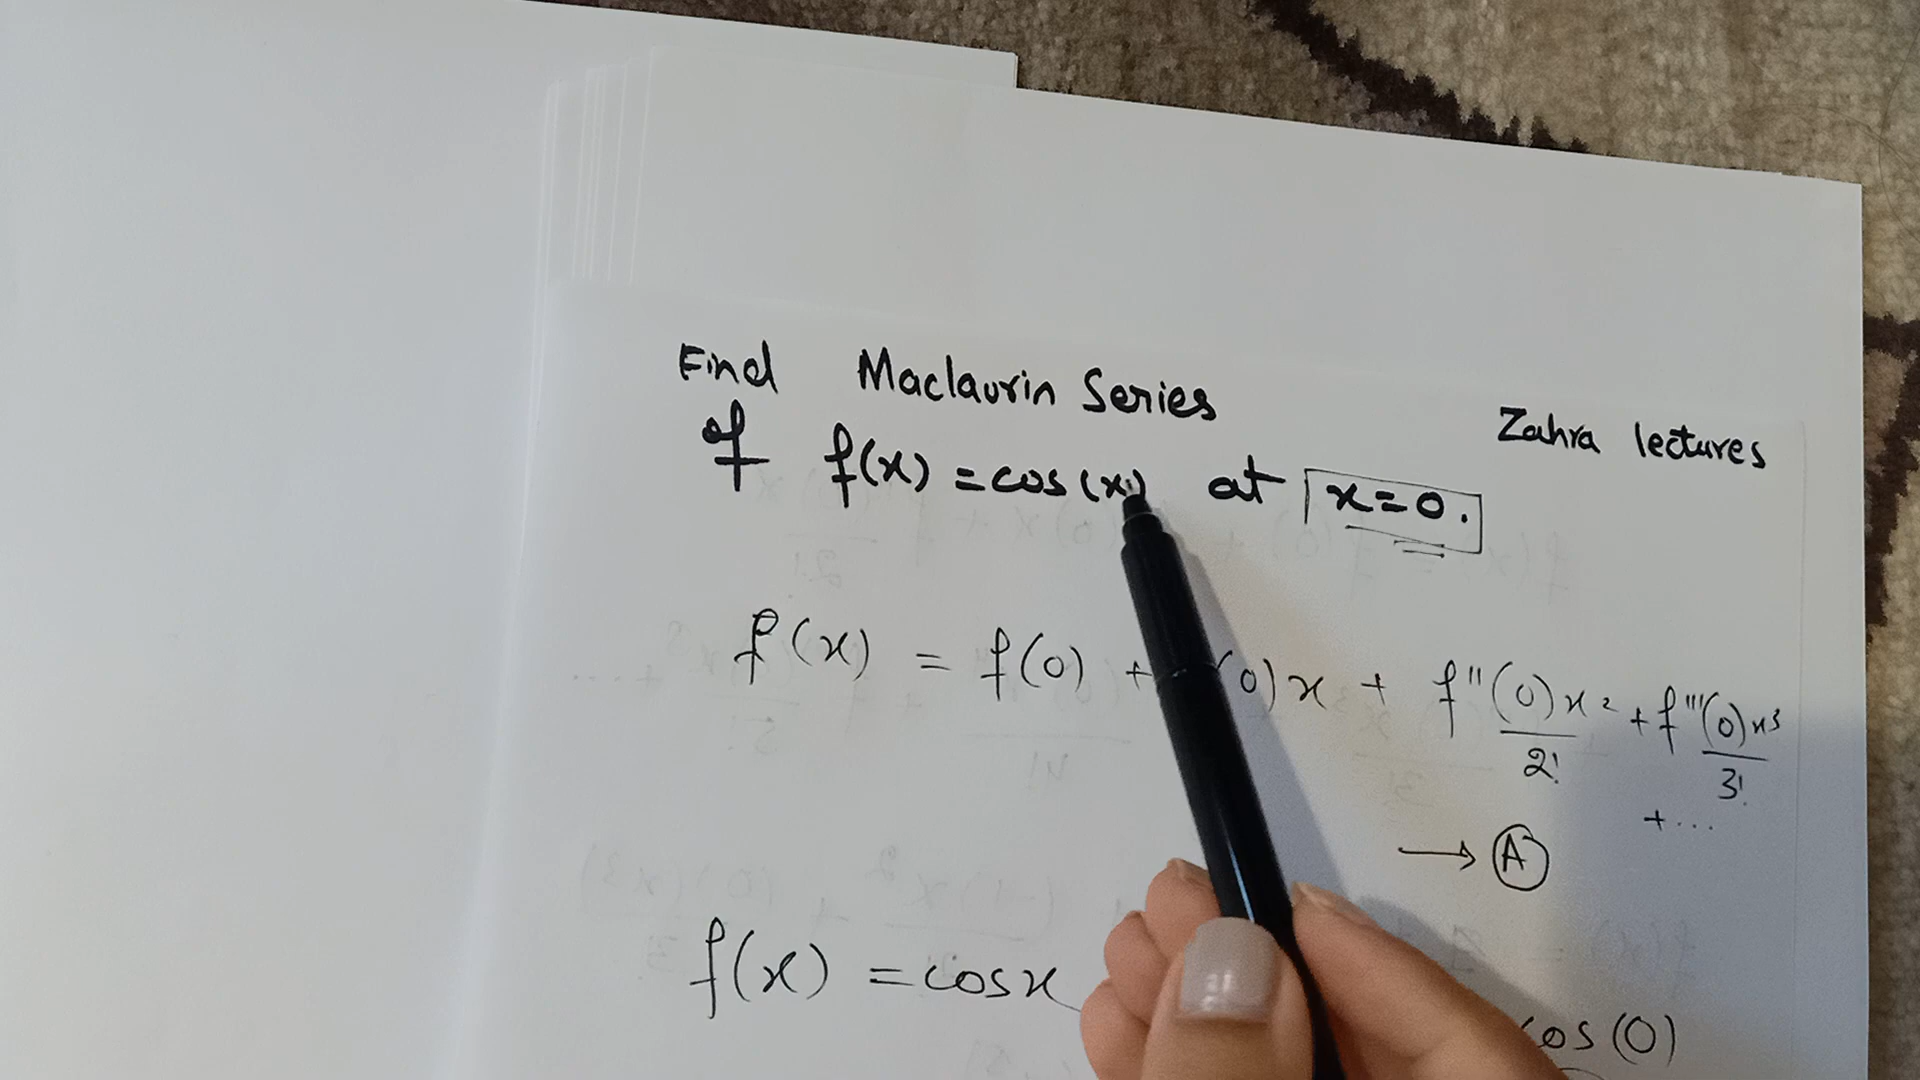 Find Maclaurin Series
Zahra lectures
of f(x) = cos(x) at x=0.
f(x) = f(0) + (0)x + f''(0)x²/2! + f'''(0)x³/3!
+...
→ A
f(x) = cosx
cos(0)